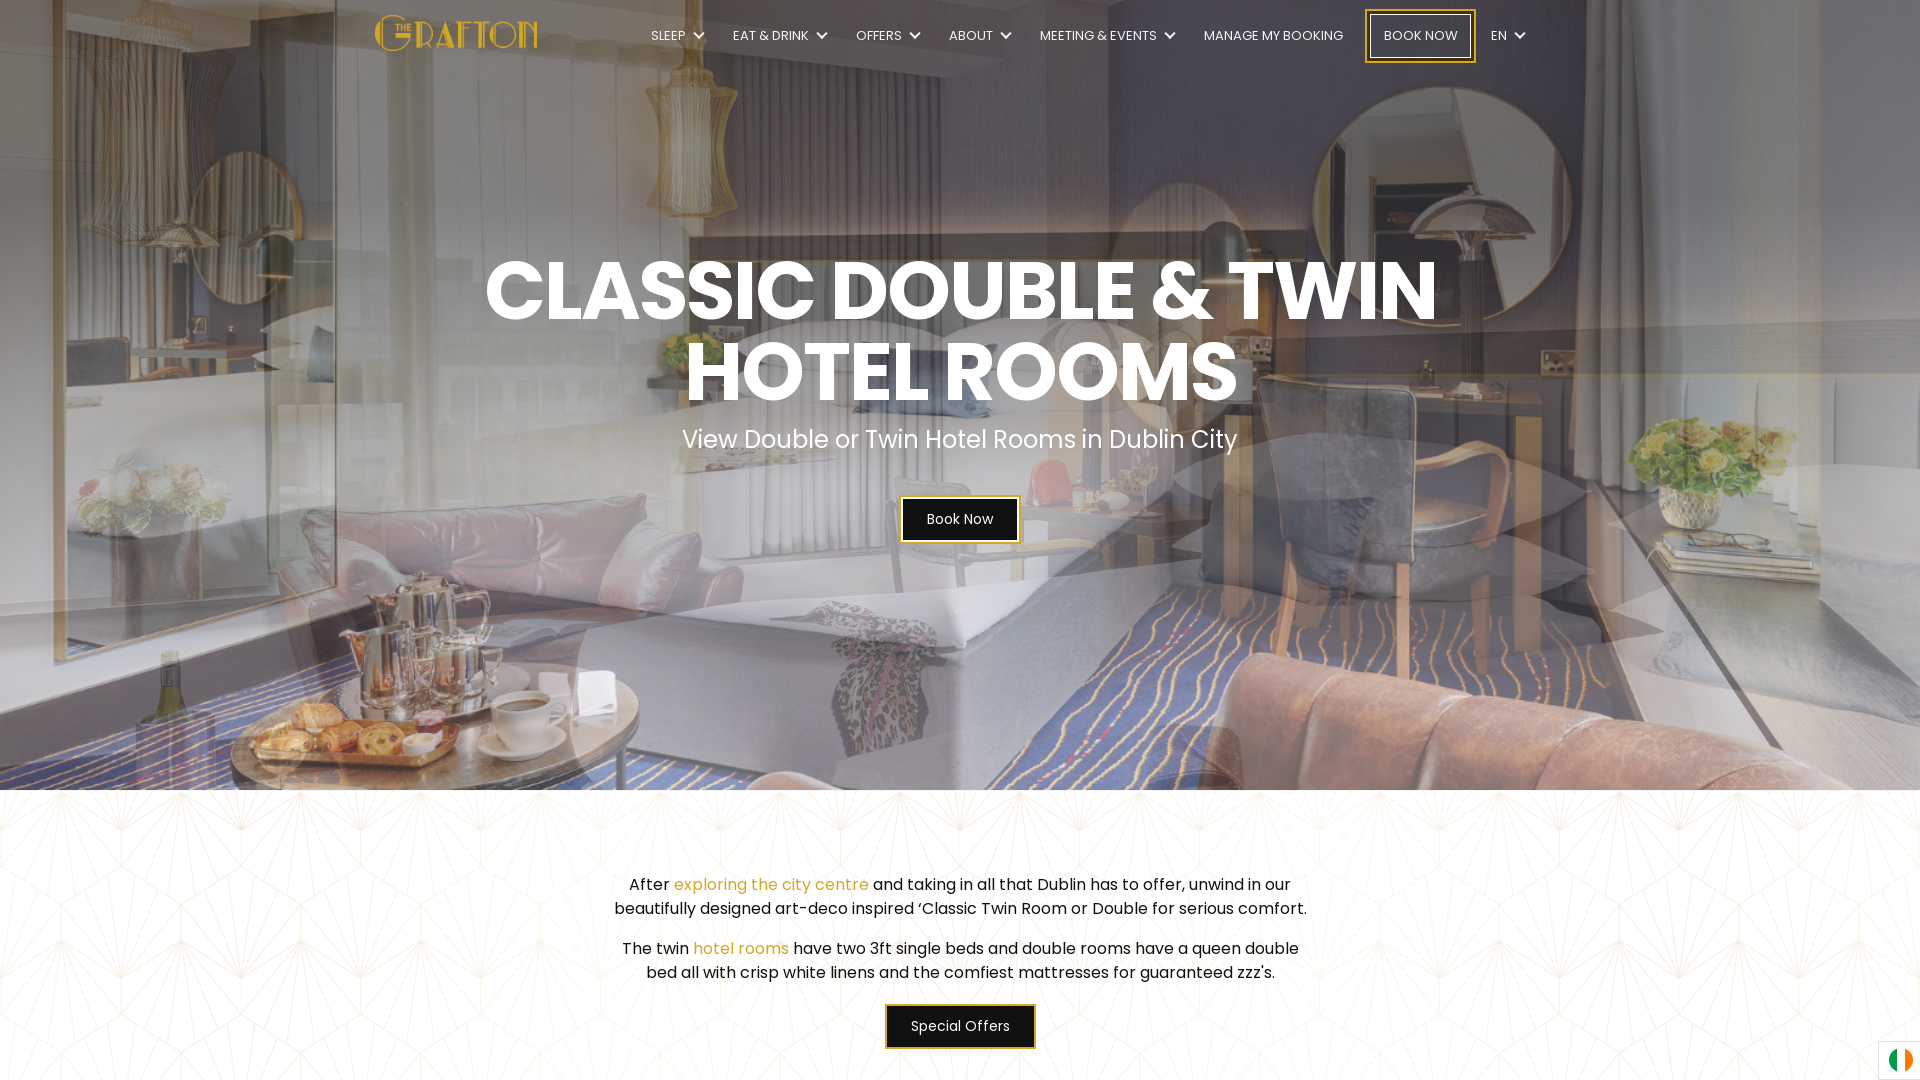 THE GRAFTON
SLEEP
EAT & DRINK
OFFERS
ABOUT
MEETING & EVENTS
MANAGE MY BOOKING
BOOK NOW
EN
CLASSIC DOUBLE & TWIN
HOTEL ROOMS
View Double or Twin Hotel Rooms in Dublin City
Book Now
After exploring the city centre and taking in all that Dublin has to offer, unwind in our
beautifully designed art-deco inspired ‘Classic Twin Room or Double for serious comfort.
The twin hotel rooms have two 3ft single beds and double rooms have a queen double
bed all with crisp white linens and the comfiest mattresses for guaranteed zzz's.
Special Offers